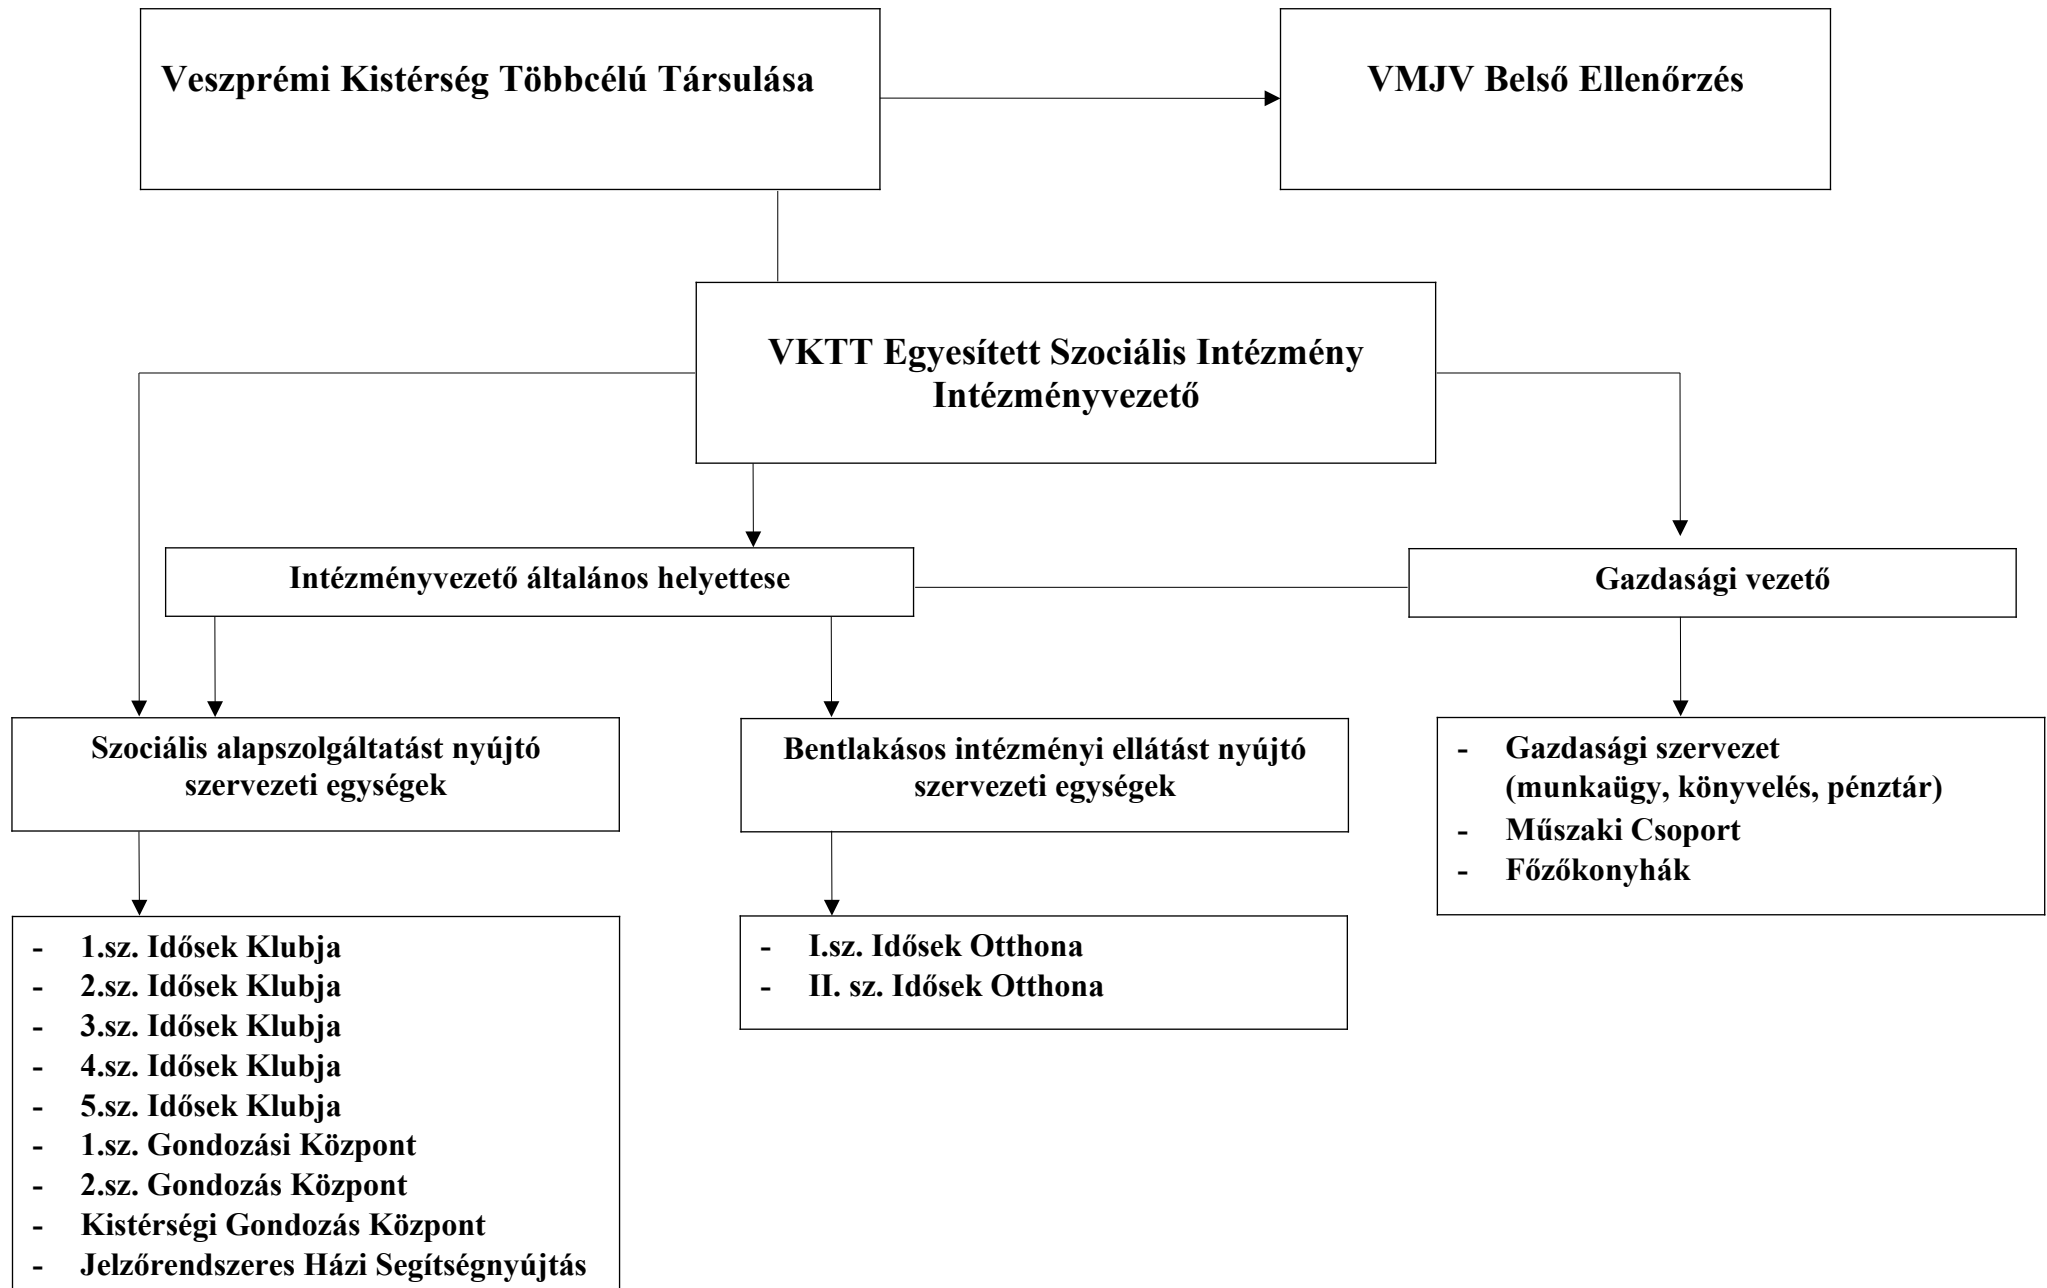 Veszprémi Kistérség Többcélú Társulása
VMJV Belső Ellenőrzés
VKTT Egyesített Szociális Intézmény
Intézményvezető
Intézményvezető általános helyettese
Gazdasági vezető
Szociális alapszolgáltatást nyújtó
szervezeti egységek
Bentlakásos intézményi ellátást nyújtó
szervezeti egységek
- Gazdasági szervezet
(munkaügy, könyvelés, pénztár)
- Műszaki Csoport
- Főzőkonyhák
- 1.sz. Idősek Klubja
- 2.sz. Idősek Klubja
- 3.sz. Idősek Klubja
- 4.sz. Idősek Klubja
- 5.sz. Idősek Klubja
- 1.sz. Gondozási Központ
- 2.sz. Gondozás Központ
- Kistérségi Gondozás Központ
- Jelzőrendszeres Házi Segítségnyújtás
- I.sz. Idősek Otthona
- II. sz. Idősek Otthona